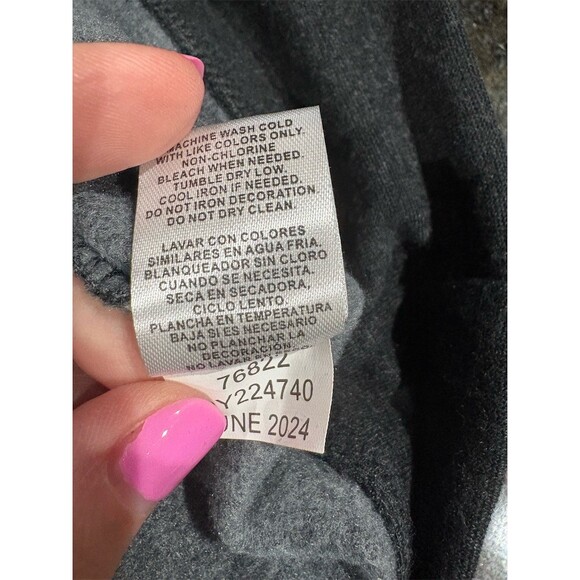 MACHINE WASH COLD
WITH LIKE COLORS ONLY.
NON-CHLORINE
BLEACH WHEN NEEDED.
TUMBLE DRY LOW.
COOL IRON IF NEEDED.
DO NOT IRON DECORATION.
DO NOT DRY CLEAN.
LAVAR CON COLORES
SIMILARES EN AGUA FRIA.
BLANQUEADOR SIN CLORO
CUANDO SE NECESITA.
SECA EN SECADORA,
CICLO LENTO.
PLANCHA EN TEMPERATURA
BAJA SI ES NECESARIO
NO PLANCHAR LA
DECORACIÓN.
NO LAVAR
76822
Y224740
UNE 2024